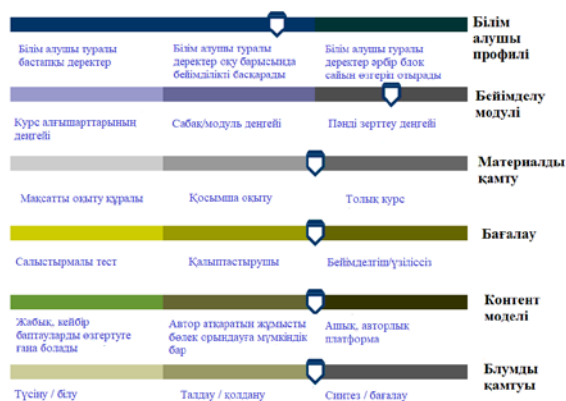 Білім
алушы
профилі
Білім алушы туралы
бастапқы деректер
Білім алушы туралы
деректер оқу барысында
бейімділікті басқарады
Білім алушы туралы
деректер әрбір блок
сайын өзгеріп отырады
Бейімделу
модулі
Курс алғышарттарының
деңгейі
Сабақ/модуль деңгейі
Пәнді зерттеу деңгейі
Материалды
қамту
Мақсатты оқыту құралы
Қосымша оқыту
Толық курс
Бағалау
Салыстырмалы тест
Қалыптастырушы
Бейімделгіш/үзіліссіз
Контент
моделі
Жабық, кейбір
баптауларды өзгертуге
ғана болады
Автор атқаратын жұмысты
бөлек орындауға мүмкіндік
бар
Ашық, авторлық
платформа
Блумды
қамтуы
Түсіну / білу
Талдау / қолдану
Синтез / бағалау